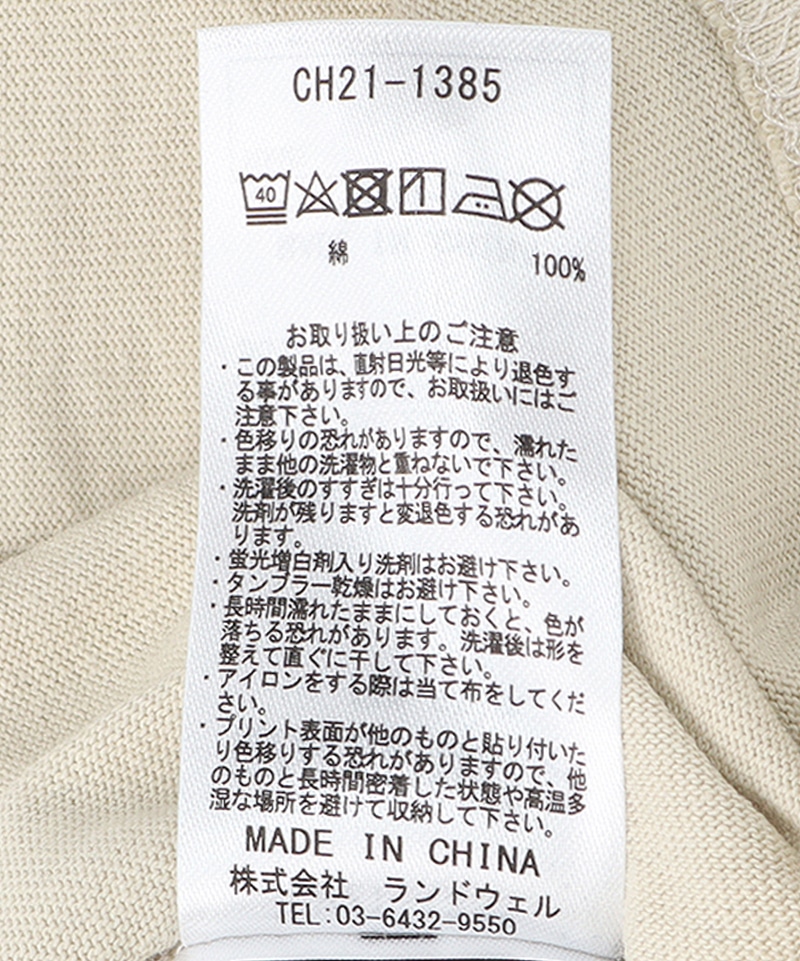 CH21-1385
40
綿 100%
お取り扱い上のご注意
・この製品は、直射日光等により退色す
る事がありますので、お取扱いにはご
注意下さい。
・色移りの恐れがありますので、濡れた
まま他の洗濯物と重ねないで下さい。
・洗濯後のすすぎは十分行って下さい。
洗剤が残りますと変退色する恐れがあ
ります。
・蛍光増白剤入り洗剤はお避け下さい。
・タンブラー乾燥はお避け下さい。
・長時間濡れたままにしておくと、色が
落ちる恐れがあります。洗濯後は形を
整えて直ぐに干して下さい。
・アイロンをする際は当て布をしてくだ
さい。
・プリント表面が他のものと貼り付いた
り色移りする恐れがありますので、他
のものと長時間密着した状態や高温多
湿な場所を避けて収納して下さい。
MADE IN CHINA
株式会社 ランドウェル
TEL:03-6432-9550